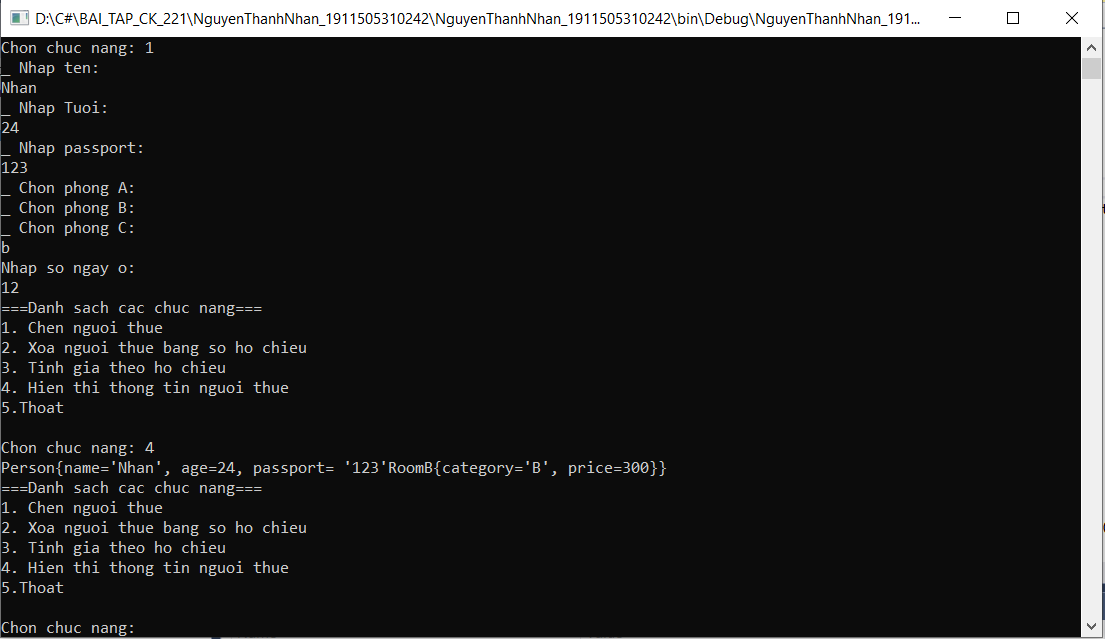 D:\C#\BAI_TAP_CK_221\NguyenThanhNhan_1911505310242\NguyenThanhNhan_1911505310242\bin\Debug\NguyenThanhNhan_191...
Chon chuc nang: 1
_ Nhap ten:
Nhan
_ Nhap Tuoi:
24
_ Nhap passport:
123
_ Chon phong A:
_ Chon phong B:
_ Chon phong C:
b
Nhap so ngay o:
12
===Danh sach cac chuc nang===
1. Chen nguoi thue
2. Xoa nguoi thue bang so ho chieu
3. Tinh gia theo ho chieu
4. Hien thi thong tin nguoi thue
5.Thoat
Chon chuc nang: 4
Person{name='Nhan', age=24, passport= '123'RoomB{category='B', price=300}}
===Danh sach cac chuc nang===
1. Chen nguoi thue
2. Xoa nguoi thue bang so ho chieu
3. Tinh gia theo ho chieu
4. Hien thi thong tin nguoi thue
5.Thoat
Chon chuc nang: